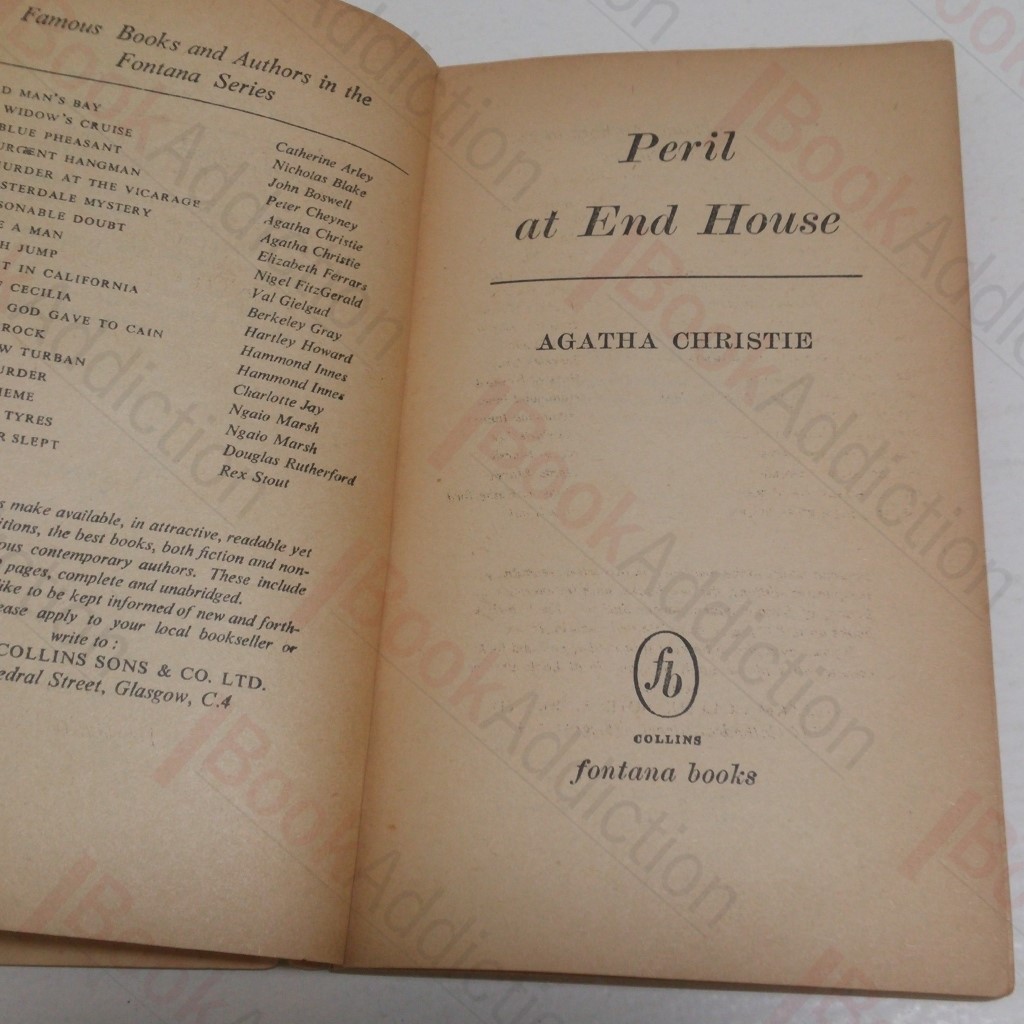 Famous Books and Authors in the
Fontana Series
D MAN'S BAY Catherine Arley
WIDOW'S CRUISE Nicholas Blake
BLUE PHEASANT John Boswell
URGENT HANGMAN Peter Cheyney
MURDER AT THE VICARAGE Agatha Christie
STERDALE MYSTERY Agatha Christie
SONABLE DOUBT Elizabeth Ferrars
E A MAN Nigel FitzGerald
H JUMP Val Gielgud
T IN CALIFORNIA Berkeley Gray
CECILIA Hartley Howard
GOD GAVE TO CAIN Hammond Innes
ROCK Hammond Innes
W TURBAN Charlotte Jay
URDER Ngaio Marsh
HEME Ngaio Marsh
TYRES Douglas Rutherford
R SLEPT Rex Stout
s make available, in attractive, readable yet
itions, the best books, both fiction and non-
ous contemporary authors. These include
pages, complete and unabridged.
like to be kept informed of new and forth-
ease apply to your local bookseller or
write to :
COLLINS SONS & CO. LTD.
edral Street, Glasgow, C.4
Peril
at End House
AGATHA CHRISTIE
fb
COLLINS
fontana books
BookAddiction